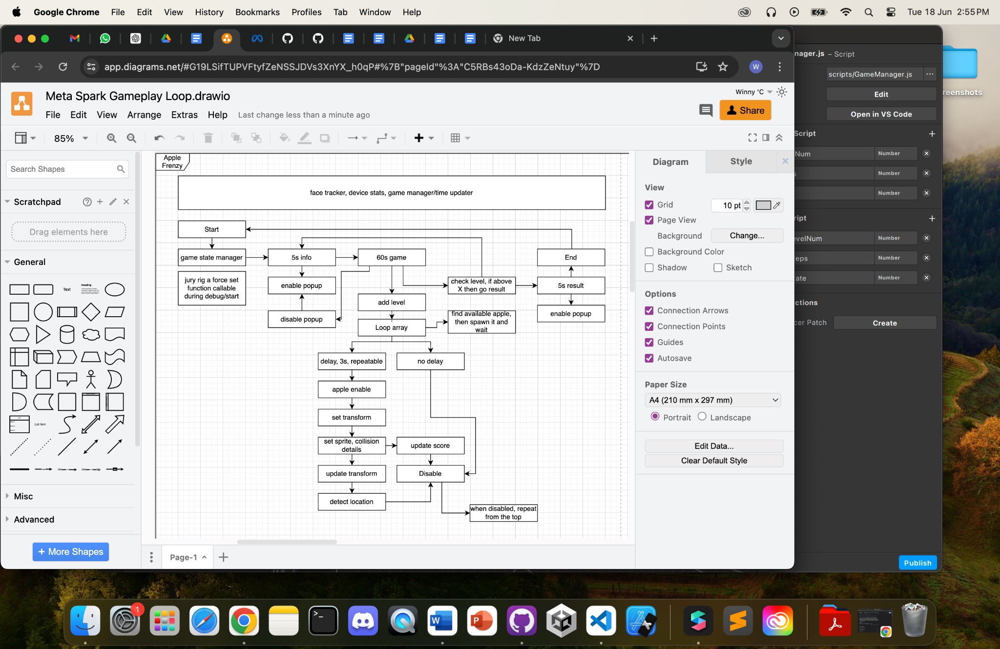 Google Chrome File Edit View History Bookmarks Profiles Tab Window Help
Tue 18 Jun 2:55 PM
New Tab
app.diagrams.net/#G19LSifTUPVFtyfZeNSSJDVs3XnYX_h0qP#%7B"pageId"%3A"C5RBs43oDa-KdzZeNtuy"%7D
W
Meta Spark Gameplay Loop.drawio
Winny 'C
File Edit View Arrange Extras Help
Last change less than a minute ago
Share
85%
Search Shapes
Scratchpad
Drag elements here
General
Text
Heading
List Item
Misc
Advanced
+ More Shapes
Apple
Frenzy
face tracker, device stats, game manager/time updater
Start
game state manager
5s info
60s game
End
jury rig a force set
function callable
during debug/start
enable popup
check level, if above
X then go result
5s result
add level
disable popup
find available apple,
then spawn it and
wait
enable popup
Loop array
delay, 3s, repeatable
no delay
apple enable
set transform
set sprite, collision
details
update score
update transform
Disable
detect location
when disabled, repeat
from the top
Page-1
Diagram
Style
View
Grid
10 pt
Page View
Background
Change...
Background Color
Shadow
Sketch
Options
Connection Arrows
Connection Points
Guides
Autosave
Paper Size
A4 (210 mm x 297 mm)
Portrait
Landscape
Edit Data...
Clear Default Style
nager.js – Script
scripts/GameManager.js
Edit
Open in VS Code
Script
Num
Number
s
Number
Number
ript
evelNum
Number
teps
Number
tate
Number
ctions
cer Patch
Create
Publish
reenshots
1
W
P